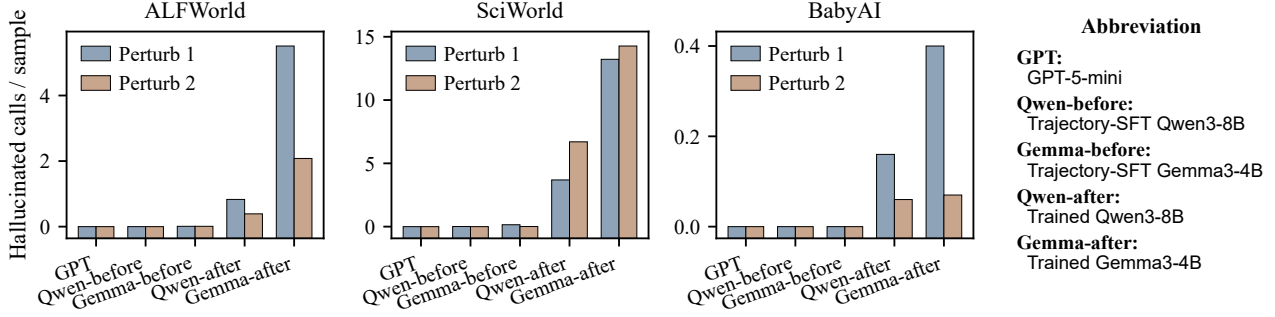 ALFWorld
SciWorld
BabyAI
Hallucinated calls / sample
0
2
4
Perturb 1
Perturb 2
GPT
Qwen-before
Gemma-before
Qwen-after
Gemma-after
0
5
10
15
Perturb 1
Perturb 2
GPT
Qwen-before
Gemma-before
Qwen-after
Gemma-after
0.0
0.2
0.4
Perturb 1
Perturb 2
GPT
Qwen-before
Gemma-before
Qwen-after
Gemma-after
Abbreviation
GPT:
GPT-5-mini
Qwen-before:
Trajectory-SFT Qwen3-8B
Gemma-before:
Trajectory-SFT Gemma3-4B
Qwen-after:
Trained Qwen3-8B
Gemma-after:
Trained Gemma3-4B